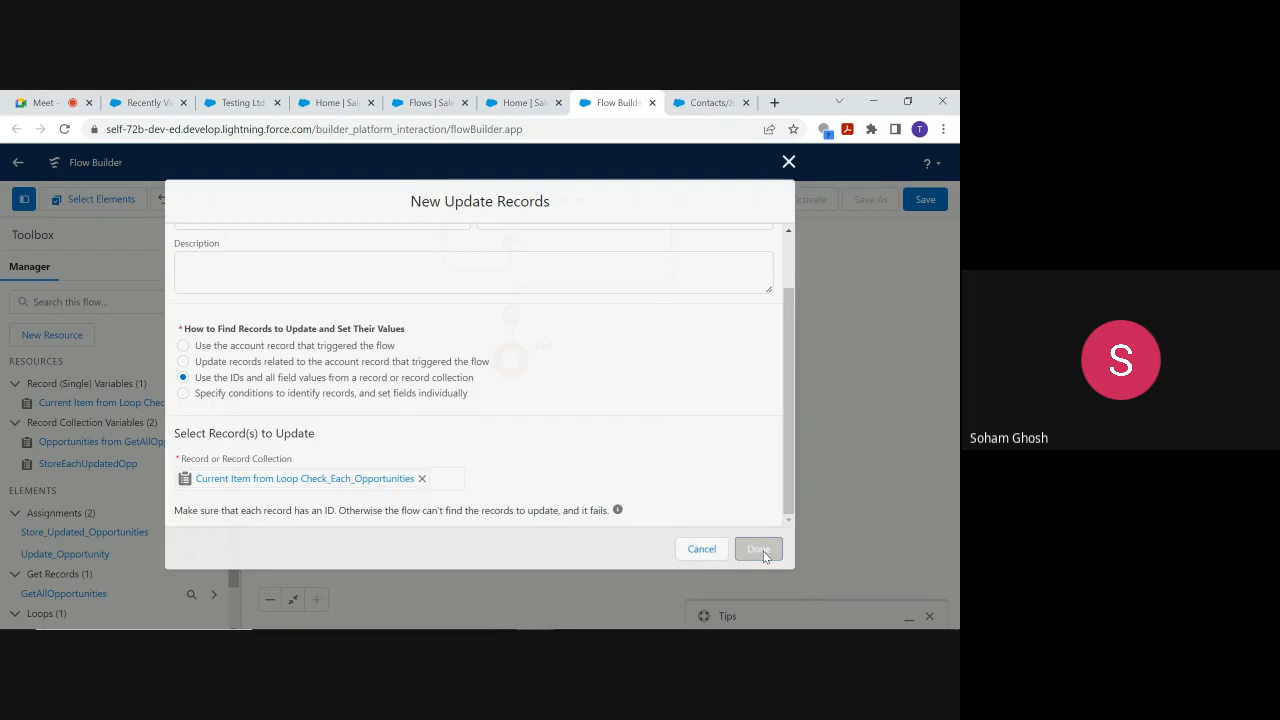 Meet -
Recently Vi
Testing Ltd
Home | Sale
Flows | Sale
Home | Sale
Flow Builde
Contacts/Ju
self-72b-dev-ed.develop.lightning.force.com/builder_platform_interaction/flowBuilder.app
T
Flow Builder
?
Select Elements
New Update Records
Activate
Save As
Save
Toolbox
Description
Manager
Search this flow...
New Resource
* How to Find Records to Update and Set Their Values
Use the account record that triggered the flow
Update records related to the account record that triggered the flow
Use the IDs and all field values from a record or record collection
Specify conditions to identify records, and set fields individually
End
RESOURCES
Record (Single) Variables (1)
Current Item from Loop Chec
Record Collection Variables (2)
Opportunities from GetAllOpp
StoreEachUpdatedOpp
Select Record(s) to Update
* Record or Record Collection
Current Item from Loop Check_Each_Opportunities
Make sure that each record has an ID. Otherwise the flow can't find the records to update, and it fails.
ELEMENTS
Assignments (2)
Store_Updated_Opportunities
Update_Opportunity
Get Records (1)
GetAllOpportunities
Loops (1)
Cancel
Done
Tips
S
Soham Ghosh